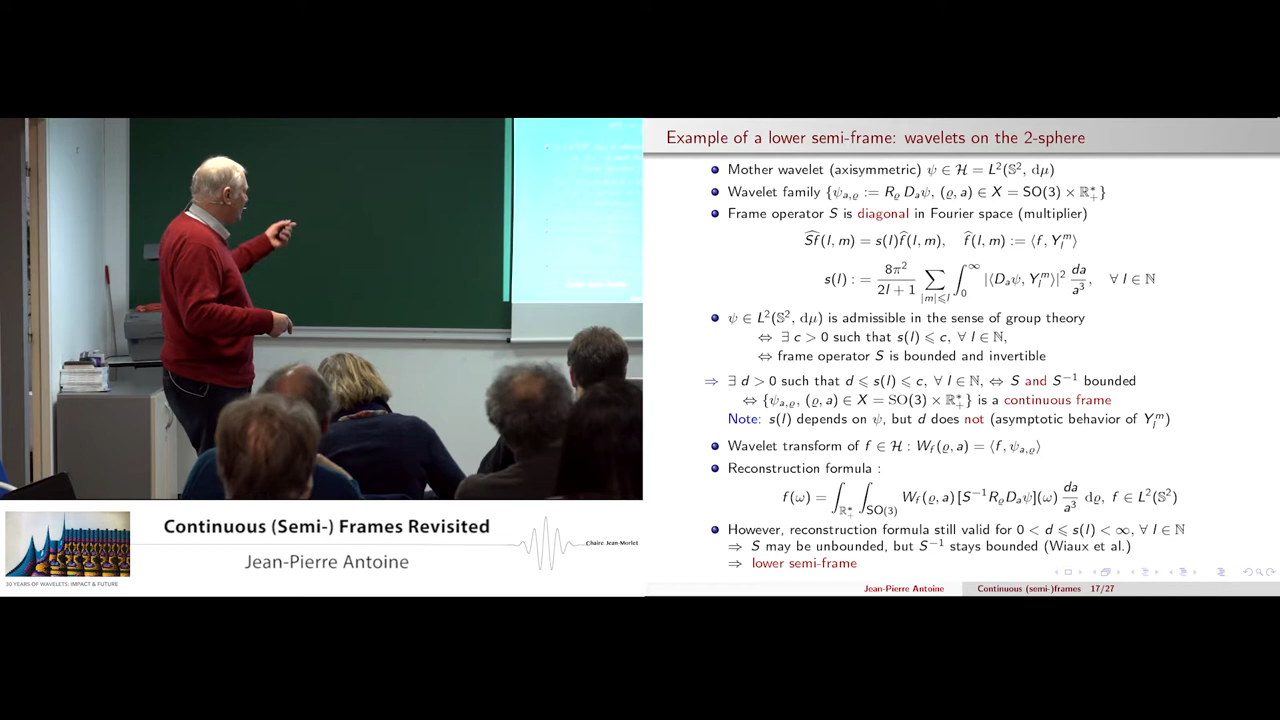 Example of a lower semi-frame: wavelets on the 2-sphere
Mother wavelet (axisymmetric) ψ ∈ ℋ = L²(𝕊², dμ)
Wavelet family {ψ_{a,ϱ} := R_ϱ D_a ψ, (ϱ, a) ∈ X = SO(3) × ℝ₊*}
Frame operator S is diagonal in Fourier space (multiplier)
Ŝf(l, m) = s(l)f̂(l, m), f̂(l, m) := ⟨f, Y_l^m⟩
s(l) := 8π²/(2l + 1) ∑_{|m|⩽l} ∫_0^∞ |⟨D_a ψ, Y_l^m⟩|² da/a³, ∀ l ∈ ℕ
ψ ∈ L²(𝕊², dμ) is admissible in the sense of group theory
⇔ ∃ c > 0 such that s(l) ⩽ c, ∀ l ∈ ℕ,
⇔ frame operator S is bounded and invertible
⇒ ∃ d > 0 such that d ⩽ s(l) ⩽ c, ∀ l ∈ ℕ, ⇔ S and S⁻¹ bounded
⇔ {ψ_{a,ϱ}, (ϱ, a) ∈ X = SO(3) × ℝ₊*} is a continuous frame
Note: s(l) depends on ψ, but d does not (asymptotic behavior of Y_l^m)
Wavelet transform of f ∈ ℋ : W_f(ϱ, a) = ⟨f, ψ_{a,ϱ}⟩
Reconstruction formula :
f(ω) = ∫_{ℝ₊*} ∫_{SO(3)} W_f(ϱ, a) [S⁻¹R_ϱ D_a ψ](ω) da/a³ dϱ, f ∈ L²(𝕊²)
However, reconstruction formula still valid for 0 < d ⩽ s(l) < ∞, ∀ l ∈ ℕ
⇒ S may be unbounded, but S⁻¹ stays bounded (Wiaux et al.)
⇒ lower semi-frame
Jean-Pierre Antoine Continuous (semi-)frames 17/27
Continuous (Semi-) Frames Revisited
Jean-Pierre Antoine
Chaire Jean-Morlet
30 YEARS OF WAVELETS: IMPACT & FUTURE